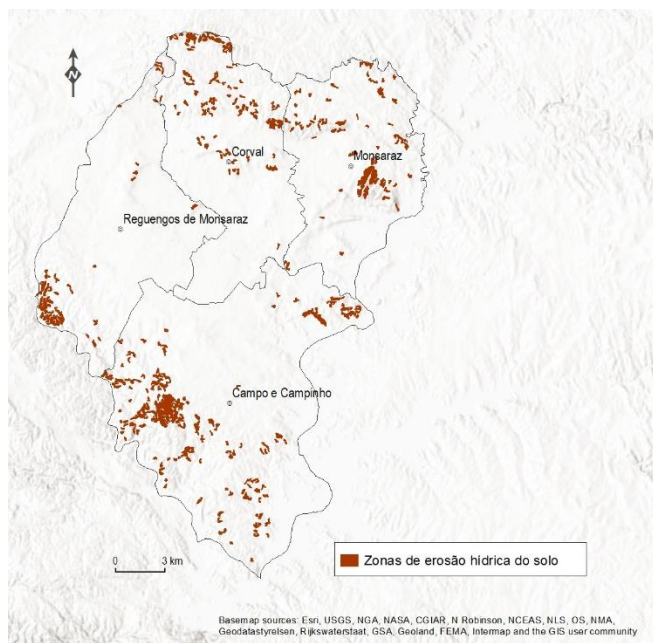 N
Corval
Monsaraz
Reguengos de Monsaraz
Campo e Campinho
0 3 km
Zonas de erosão hídrica do solo
Basemap sources: Esri, USGS, NGA, NASA, CGIAR, N Robinson, NCEAS, NLS, OS, NMA,
Geodatastyrelsen, Rijkswaterstaat, GSA, Geoland, FEMA, Intermap and the GIS user community